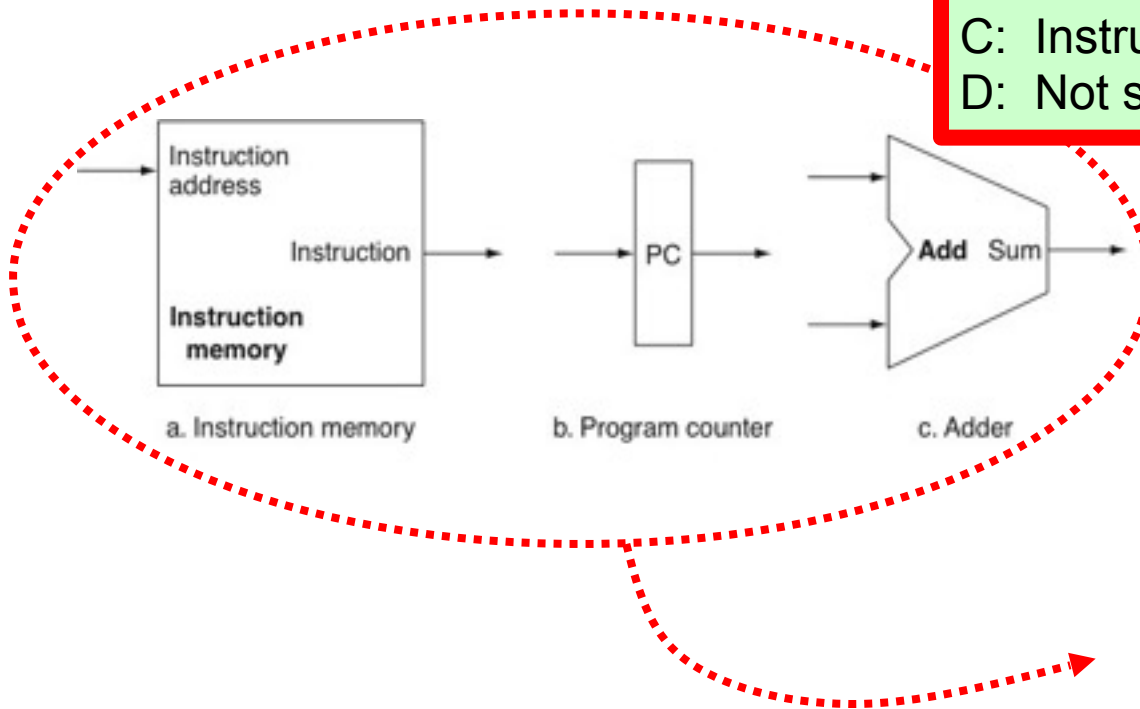 C: Instru
D: Not s
Instruction
address
Instruction
Instruction
memory
PC
Add Sum
a. Instruction memory
b. Program counter
c. Adder